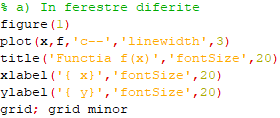 % a) In ferestre diferite
figure(1)
plot(x,f,'c--','linewidth',3)
title('Functia f(x)','fontSize',20)
xlabel('{ x}','fontSize',20)
ylabel('{ y}','fontSize',20)
grid; grid minor